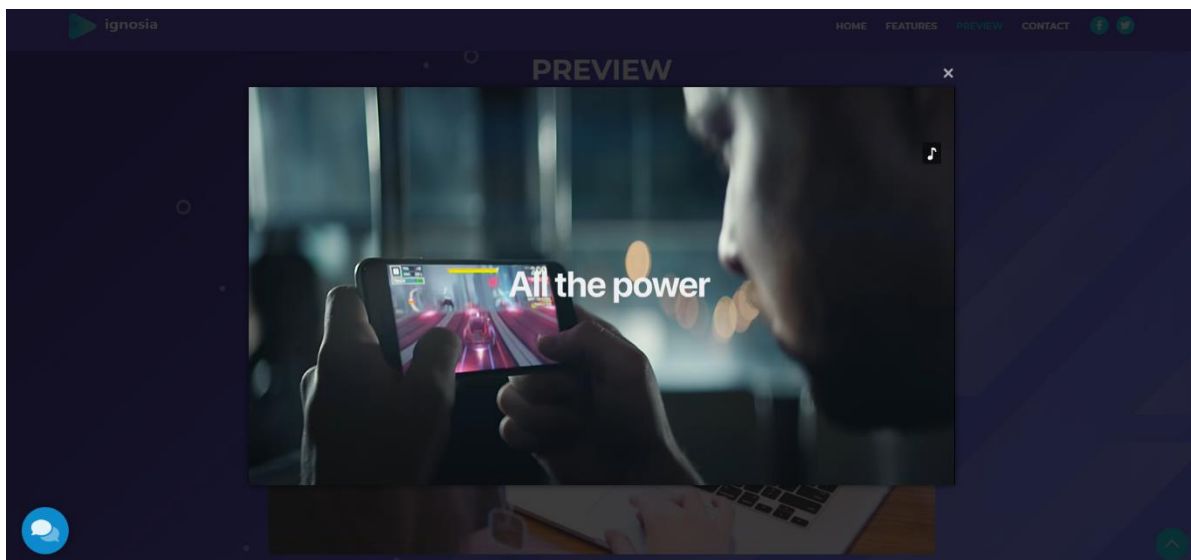 ignosia
HOME FEATURES PREVIEW CONTACT
PREVIEW
×
All the power